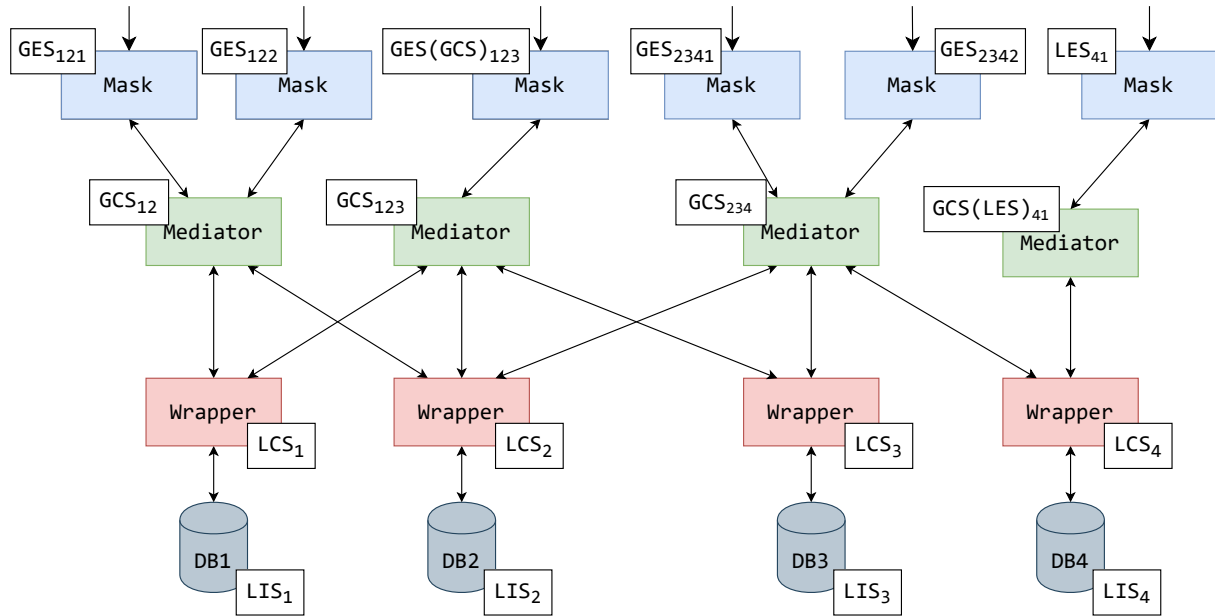 GES₁₂₁
Mask
GES₁₂₂
Mask
GES(GCS)₁₂₃
Mask
GES₂₃₄₁
Mask
GES₂₃₄₂
Mask
LES₄₁
Mask
GCS₁₂
Mediator
GCS₁₂₃
Mediator
GCS₂₃₄
Mediator
GCS(LES)₄₁
Mediator
Wrapper
LCS₁
Wrapper
LCS₂
Wrapper
LCS₃
Wrapper
LCS₄
DB1
LIS₁
DB2
LIS₂
DB3
LIS₃
DB4
LIS₄